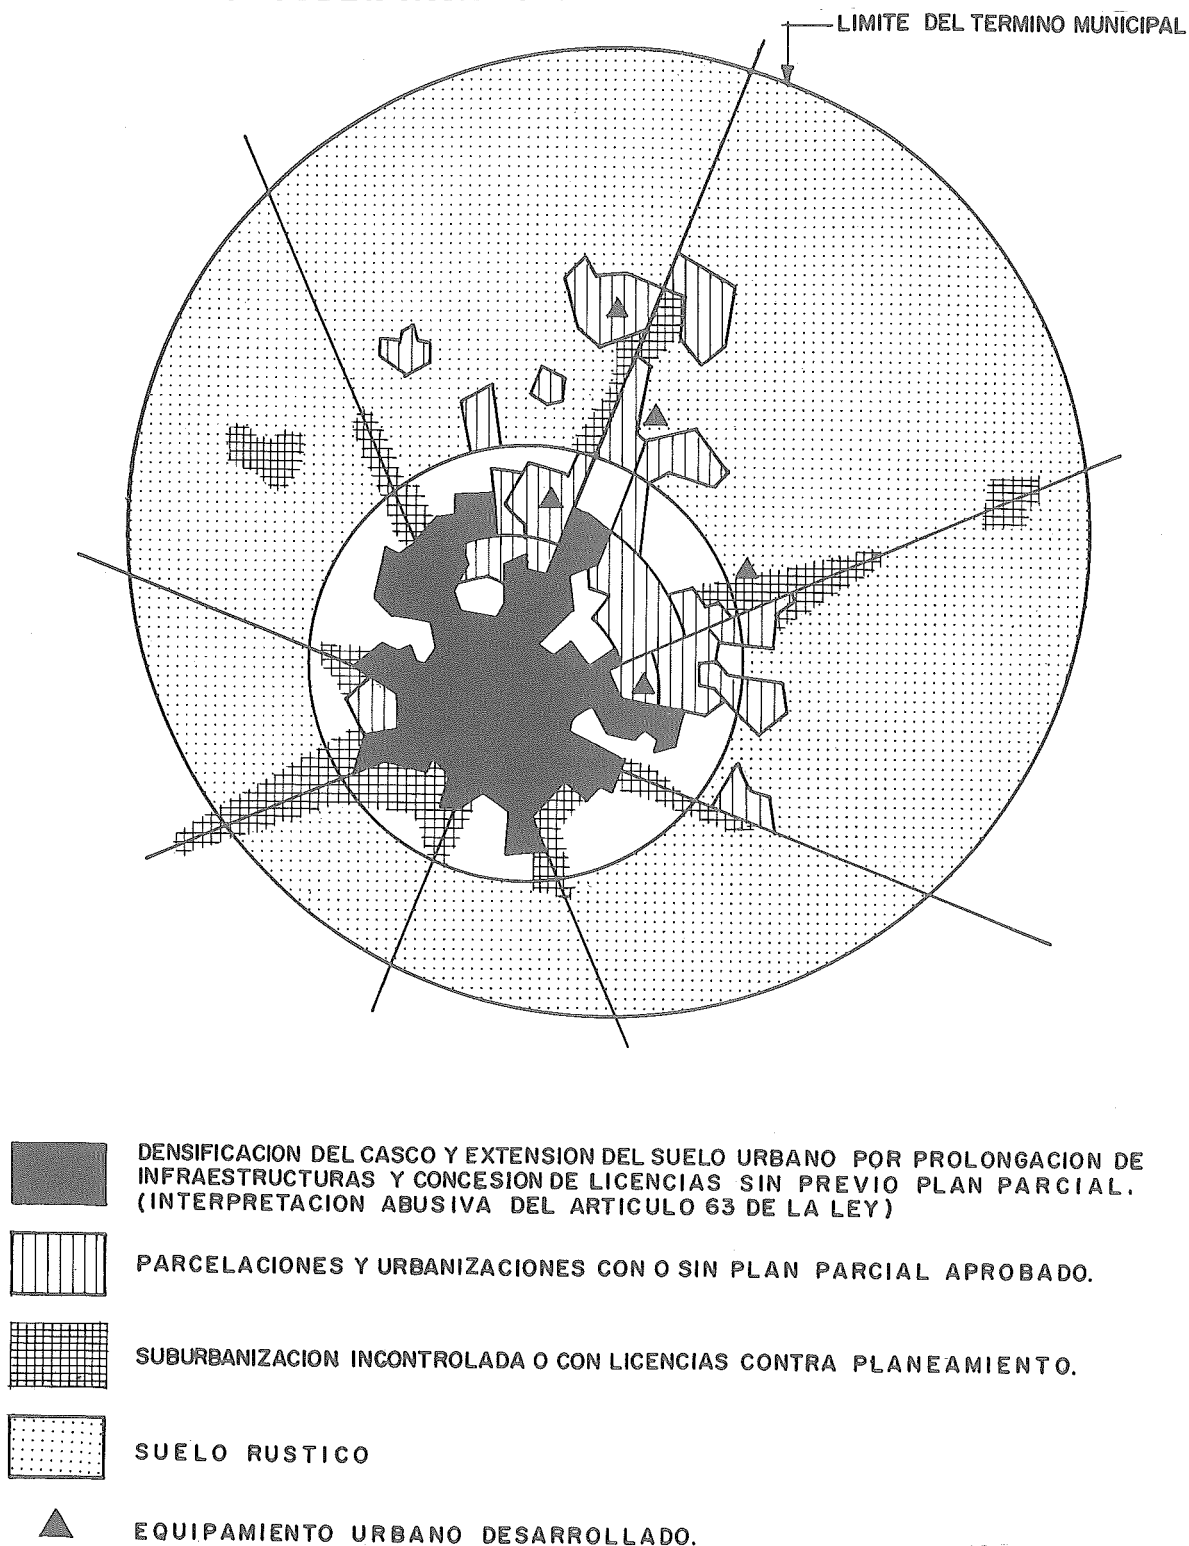 LIMITE DEL TERMINO MUNICIPAL
DENSIFICACION DEL CASCO Y EXTENSION DEL SUELO URBANO POR PROLONGACION DE
INFRAESTRUCTURAS Y CONCESION DE LICENCIAS SIN PREVIO PLAN PARCIAL.
(INTERPRETACION ABUSIVA DEL ARTICULO 63 DE LA LEY)
PARCELACIONES Y URBANIZACIONES CON O SIN PLAN PARCIAL APROBADO.
SUBURBANIZACION INCONTROLADA O CON LICENCIAS CONTRA PLANEAMIENTO.
SUELO RUSTICO
EQUIPAMIENTO URBANO DESARROLLADO.